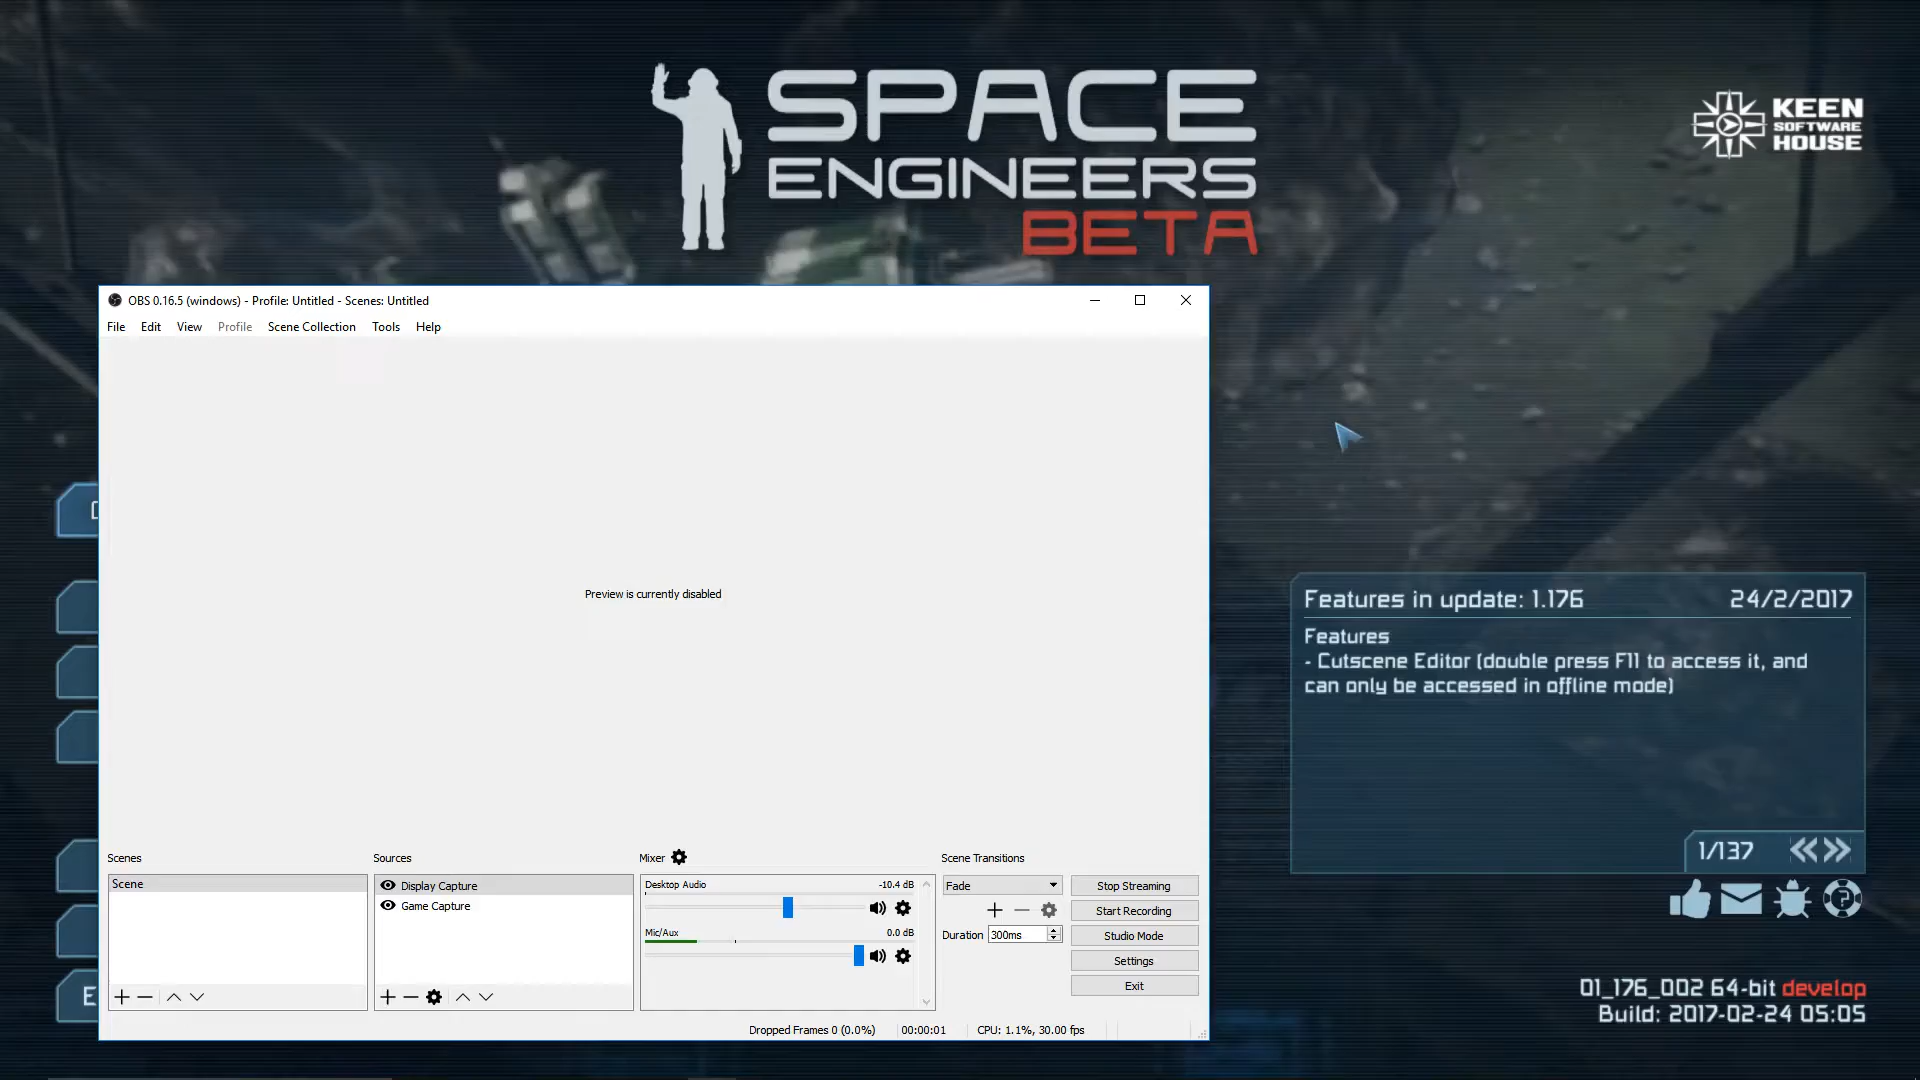 SPACE
ENGINEERS
BETA
KEEN
SOFTWARE
HOUSE
OBS 0.16.5 (windows) - Profile: Untitled - Scenes: Untitled
File Edit View Profile Scene Collection Tools Help
Preview is currently disabled
Features in update: 1.176 24/2/2017
Features
- Cutscene Editor (double press F11 to access it, and
can only be accessed in offline mode)
1/137
Scenes Sources Mixer Scene Transitions
Scene
Display Capture
Game Capture
Desktop Audio -10.4 dB
Mic/Aux 0.0 dB
Fade
Duration 300ms
Stop Streaming
Start Recording
Studio Mode
Settings
Exit
Dropped Frames 0 (0.0%) 00:00:01 CPU: 1.1%, 30.00 fps
E
01_176_002 64-bit develop
Build: 2017-02-24 05:05